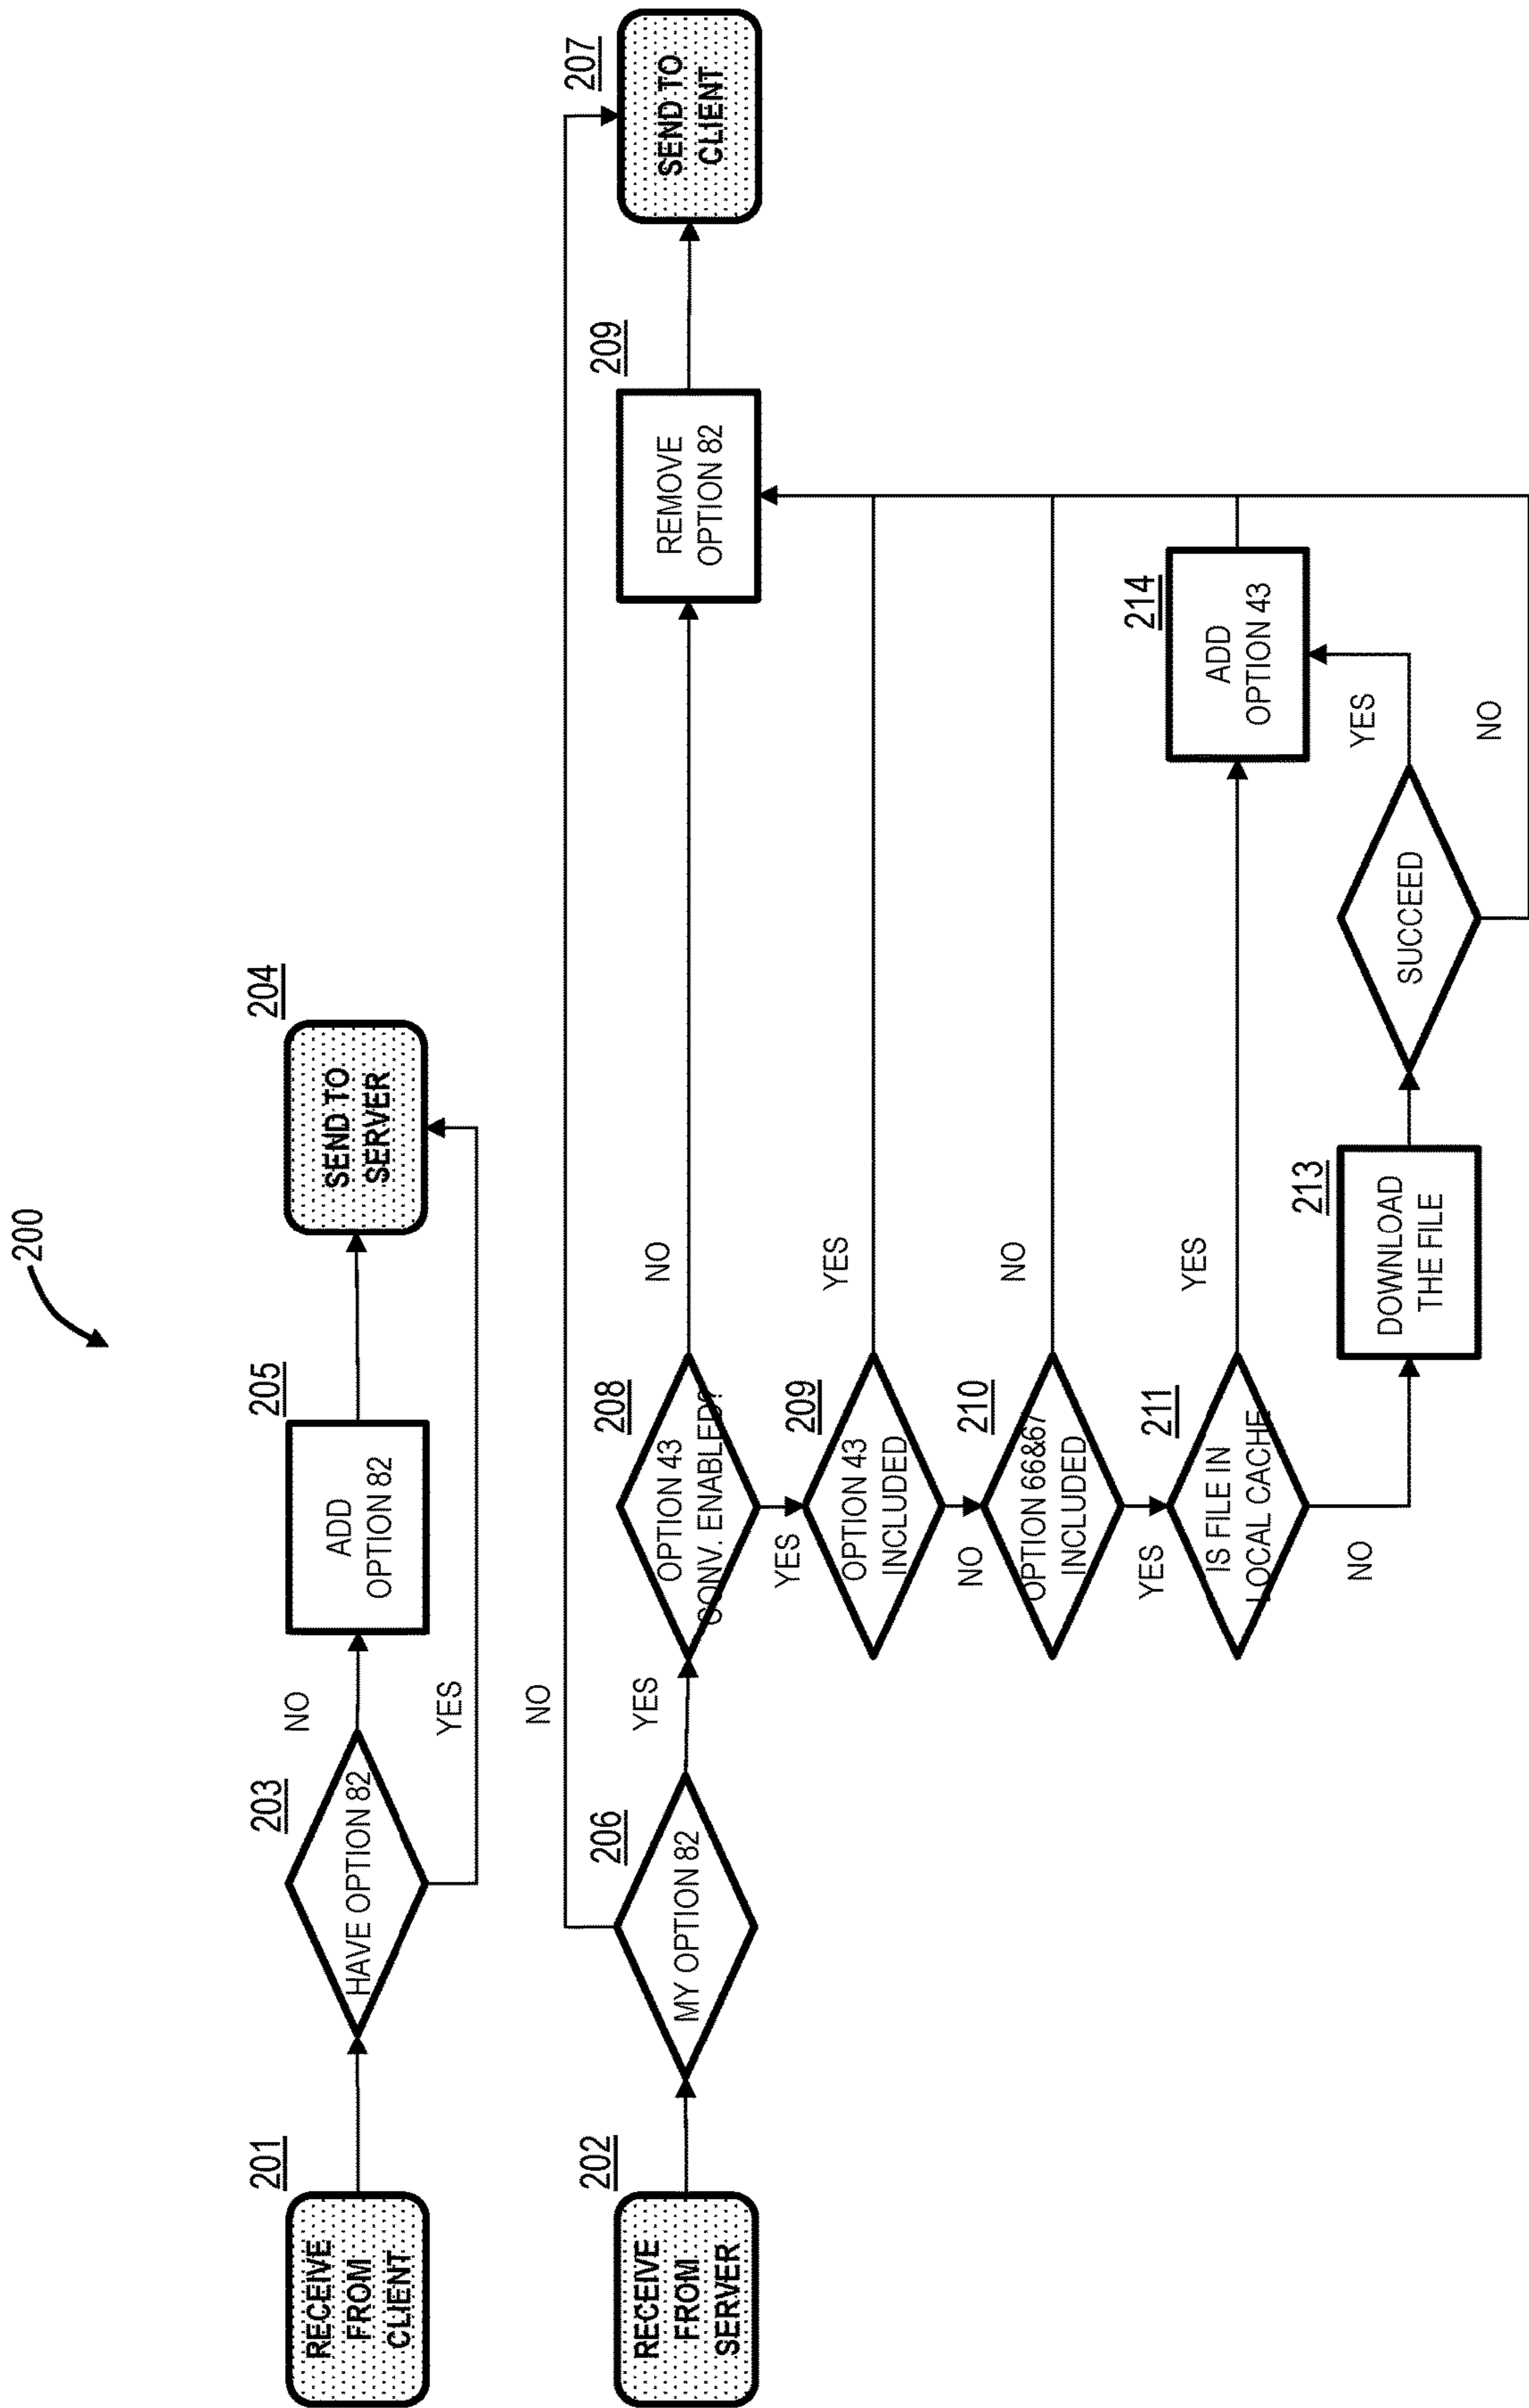 200
201
RECEIVE
FROM
CLIENT
203
HAVE OPTION 82
NO
YES
205
ADD
OPTION 82
204
SEND TO
SERVER
202
RECEIVE
FROM
SERVER
206
MY OPTION 82
NO
YES
208
OPTION 43
CONV. ENABLED?
NO
YES
209
OPTION 43
INCLUDED
YES
NO
210
OPTION 66&67
INCLUDED
NO
YES
211
IS FILE IN
LOCAL CACHE
YES
NO
213
DOWNLOAD
THE FILE
SUCCEED
YES
NO
214
ADD
OPTION 43
209
REMOVE
OPTION 82
207
SEND TO
CLIENT